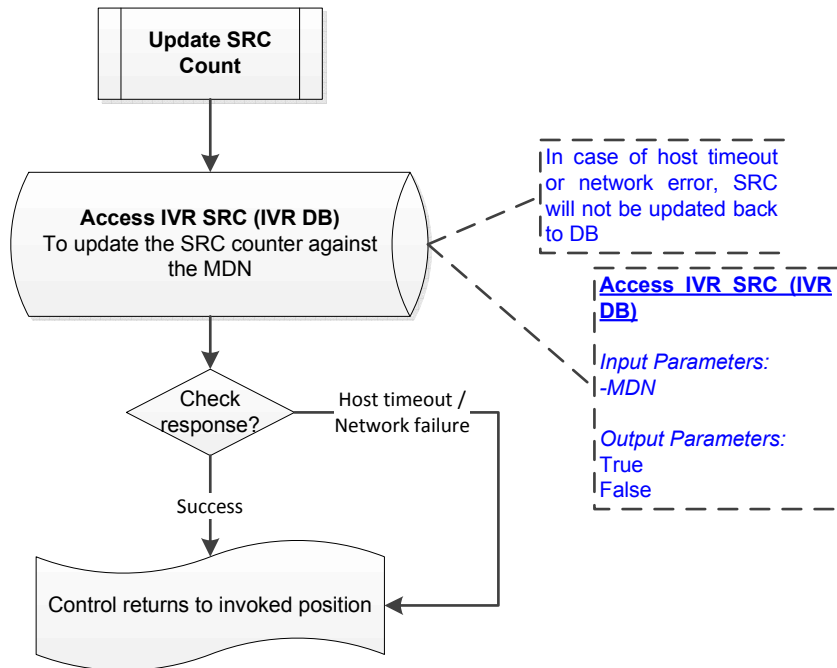 Update SRC
Count
Access IVR SRC (IVR DB)
To update the SRC counter against
the MDN
In case of host timeout
or network error, SRC
will not be updated back
to DB
Access IVR SRC (IVR
DB)
Input Parameters:
-MDN
Output Parameters:
True
False
Check
response?
Host timeout /
Network failure
Success
Control returns to invoked position